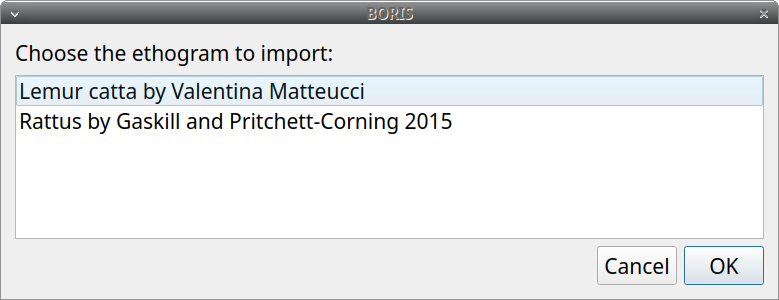 BORIS
Choose the ethogram to import:
Lemur catta by Valentina Matteucci
Rattus by Gaskill and Pritchett-Corning 2015
Cancel OK